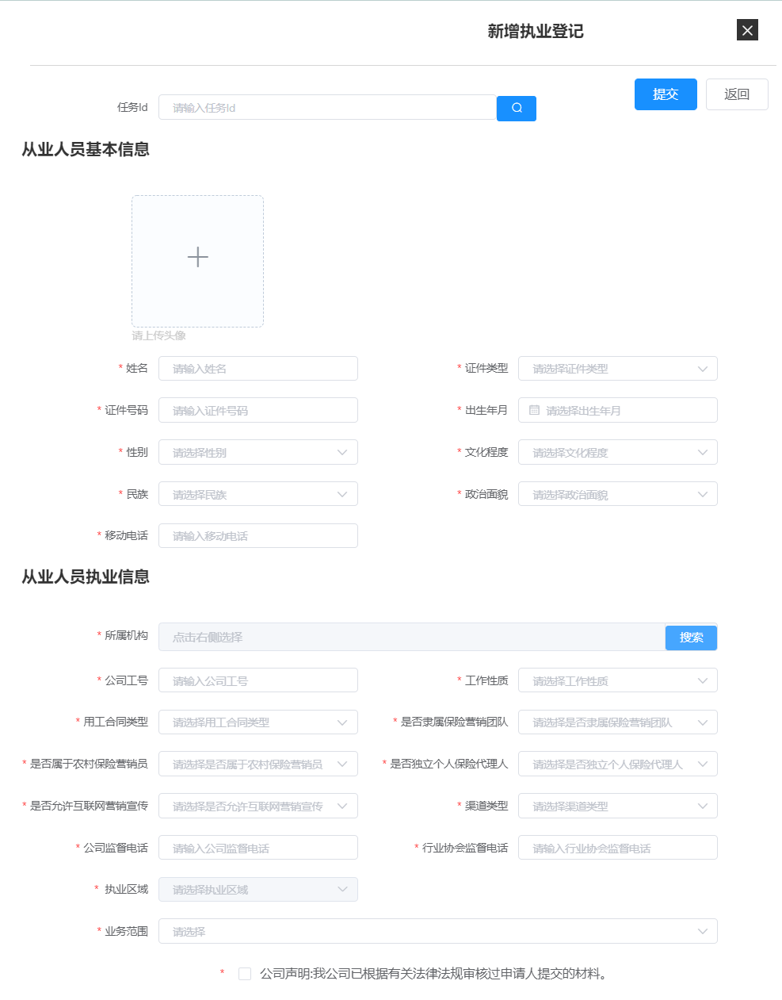 新增执业登记
提交 返回
任务Id 请输入任务Id
从业人员基本信息
请上传头像
* 姓名 请输入姓名 * 证件类型 请选择证件类型
* 证件号码 请输入证件号码 * 出生年月 请选择出生年月
* 性别 请选择性别 * 文化程度 请选择文化程度
* 民族 请选择民族 * 政治面貌 请选择政治面貌
* 移动电话 请输入移动电话
从业人员执业信息
* 所属机构 点击右侧选择 搜索
* 公司工号 请输入公司工号 * 工作性质 请选择工作性质
* 用工合同类型 请选择用工合同类型 * 是否隶属保险营销团队 请选择是否隶属保险营销团队
* 是否属于农村保险营销员 请选择是否属于农村保险营销员 * 是否独立个人保险代理人 请选择是否独立个人保险代理人
* 是否允许互联网营销宣传 请选择是否允许互联网营销宣传 * 渠道类型 请选择渠道类型
* 公司监督电话 请输入公司监督电话 * 行业协会监督电话 请输入行业协会监督电话
* 执业区域 请选择执业区域
* 业务范围 请选择
* 公司声明:我公司已根据有关法律法规审核过申请人提交的材料。